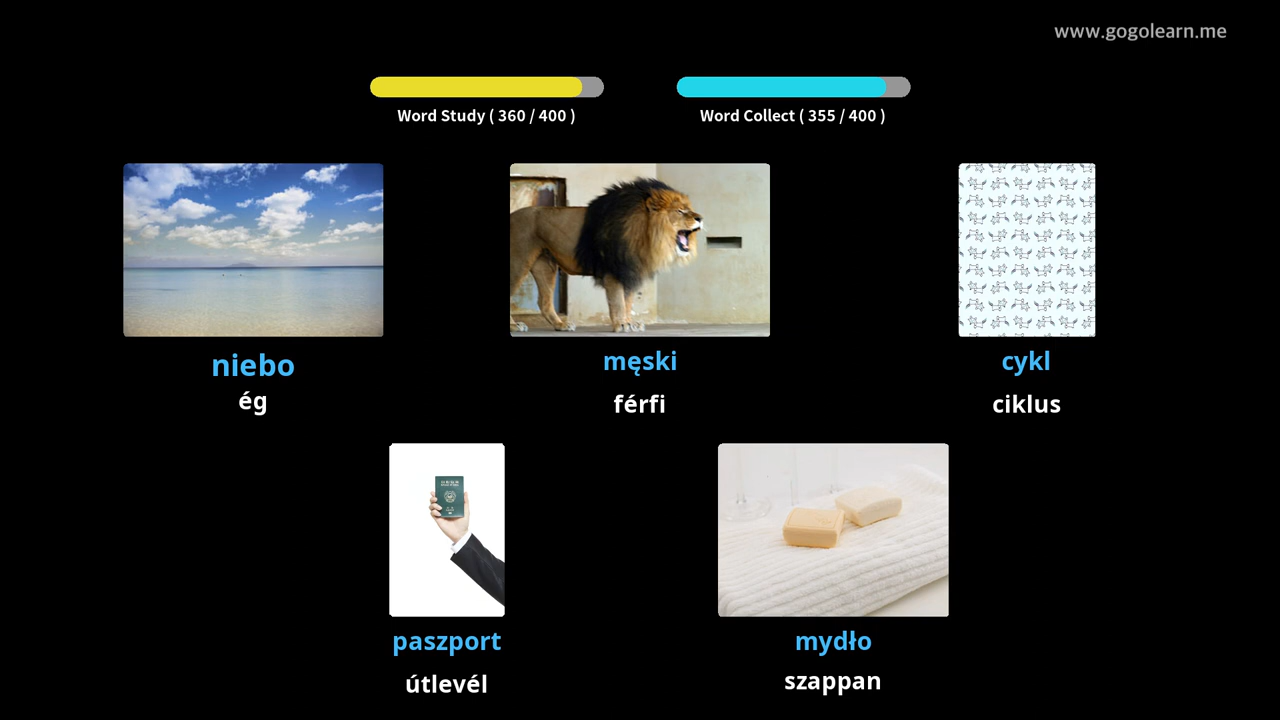 www.gogolearn.me
Word Study ( 360 / 400 )
Word Collect ( 355 / 400 )
niebo
ég
męski
férfi
cykl
ciklus
paszport
útlevél
mydło
szappan